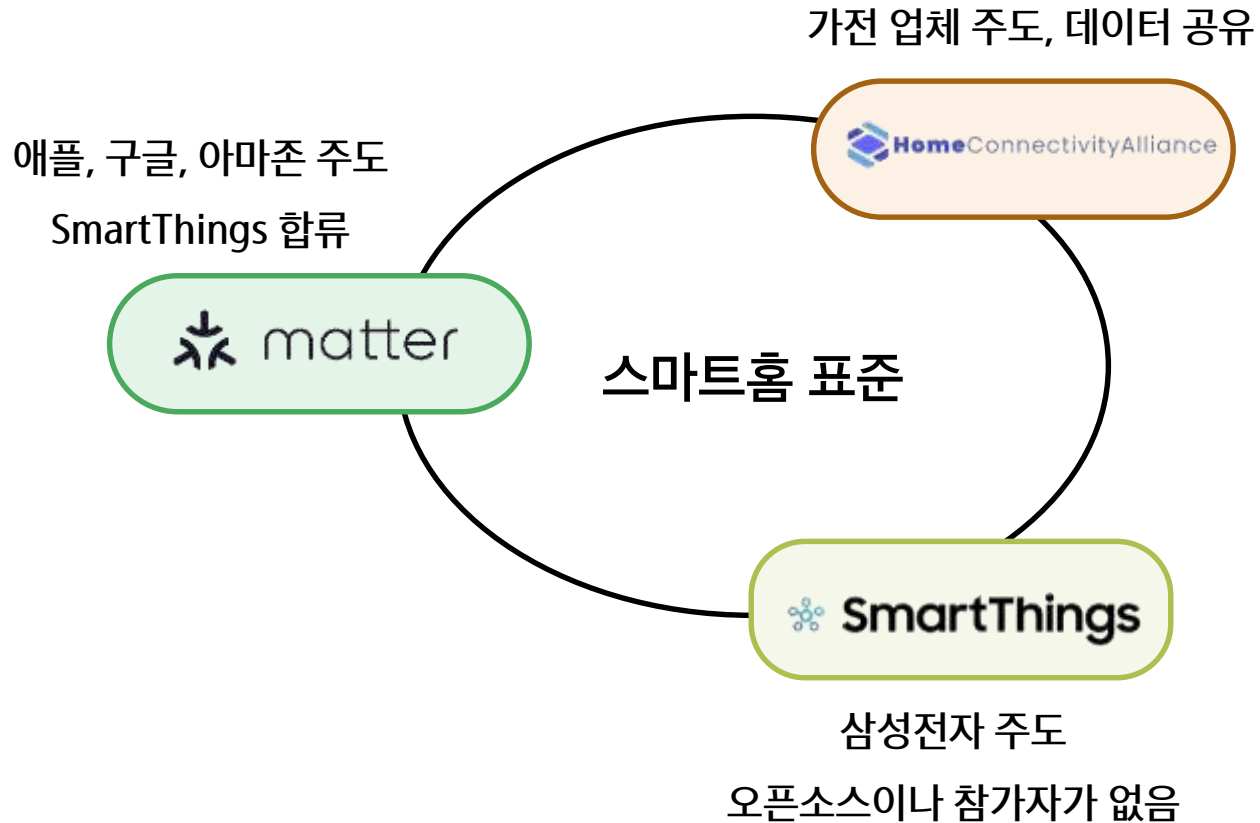 가전 업체 주도, 데이터 공유
HomeConnectivityAlliance
애플, 구글, 아마존 주도
SmartThings 합류
matter
스마트홈 표준
SmartThings
삼성전자 주도
오픈소스이나 참가자가 없음